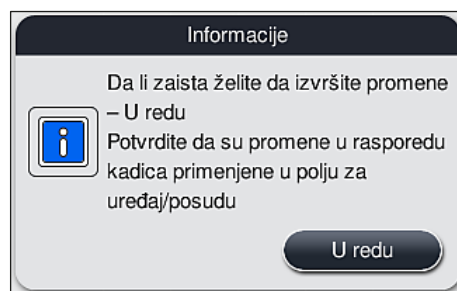 Informacije
Da li zaista želite da izvršite promene
– U redu
Potvrdite da su promene u rasporedu
kadica primenjene u polju za
uređaj/posudu
U redu